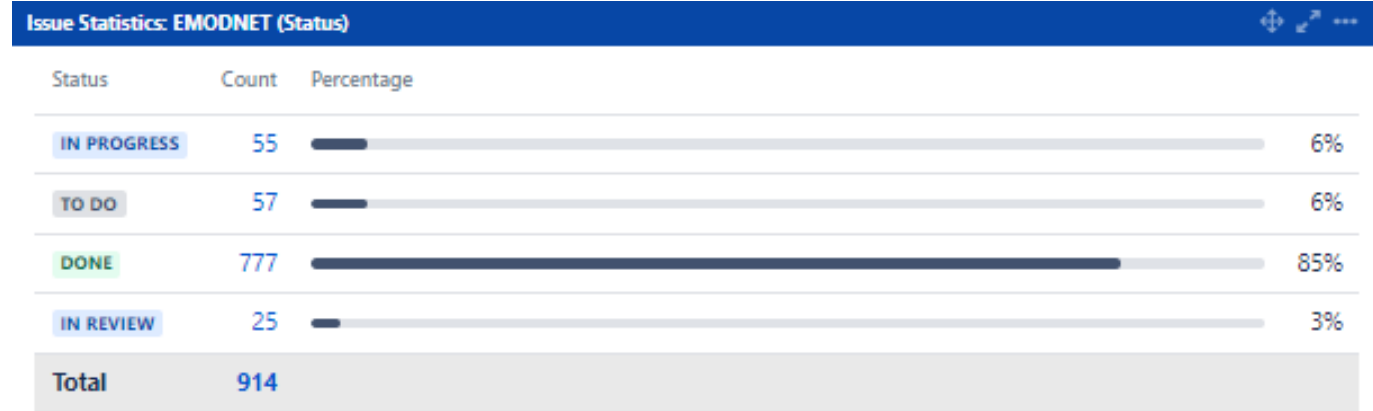 Issue Statistics: EMODNET (Status)
Status Count Percentage
IN PROGRESS 55 6%
TO DO 57 6%
DONE 777 85%
IN REVIEW 25 3%
Total 914